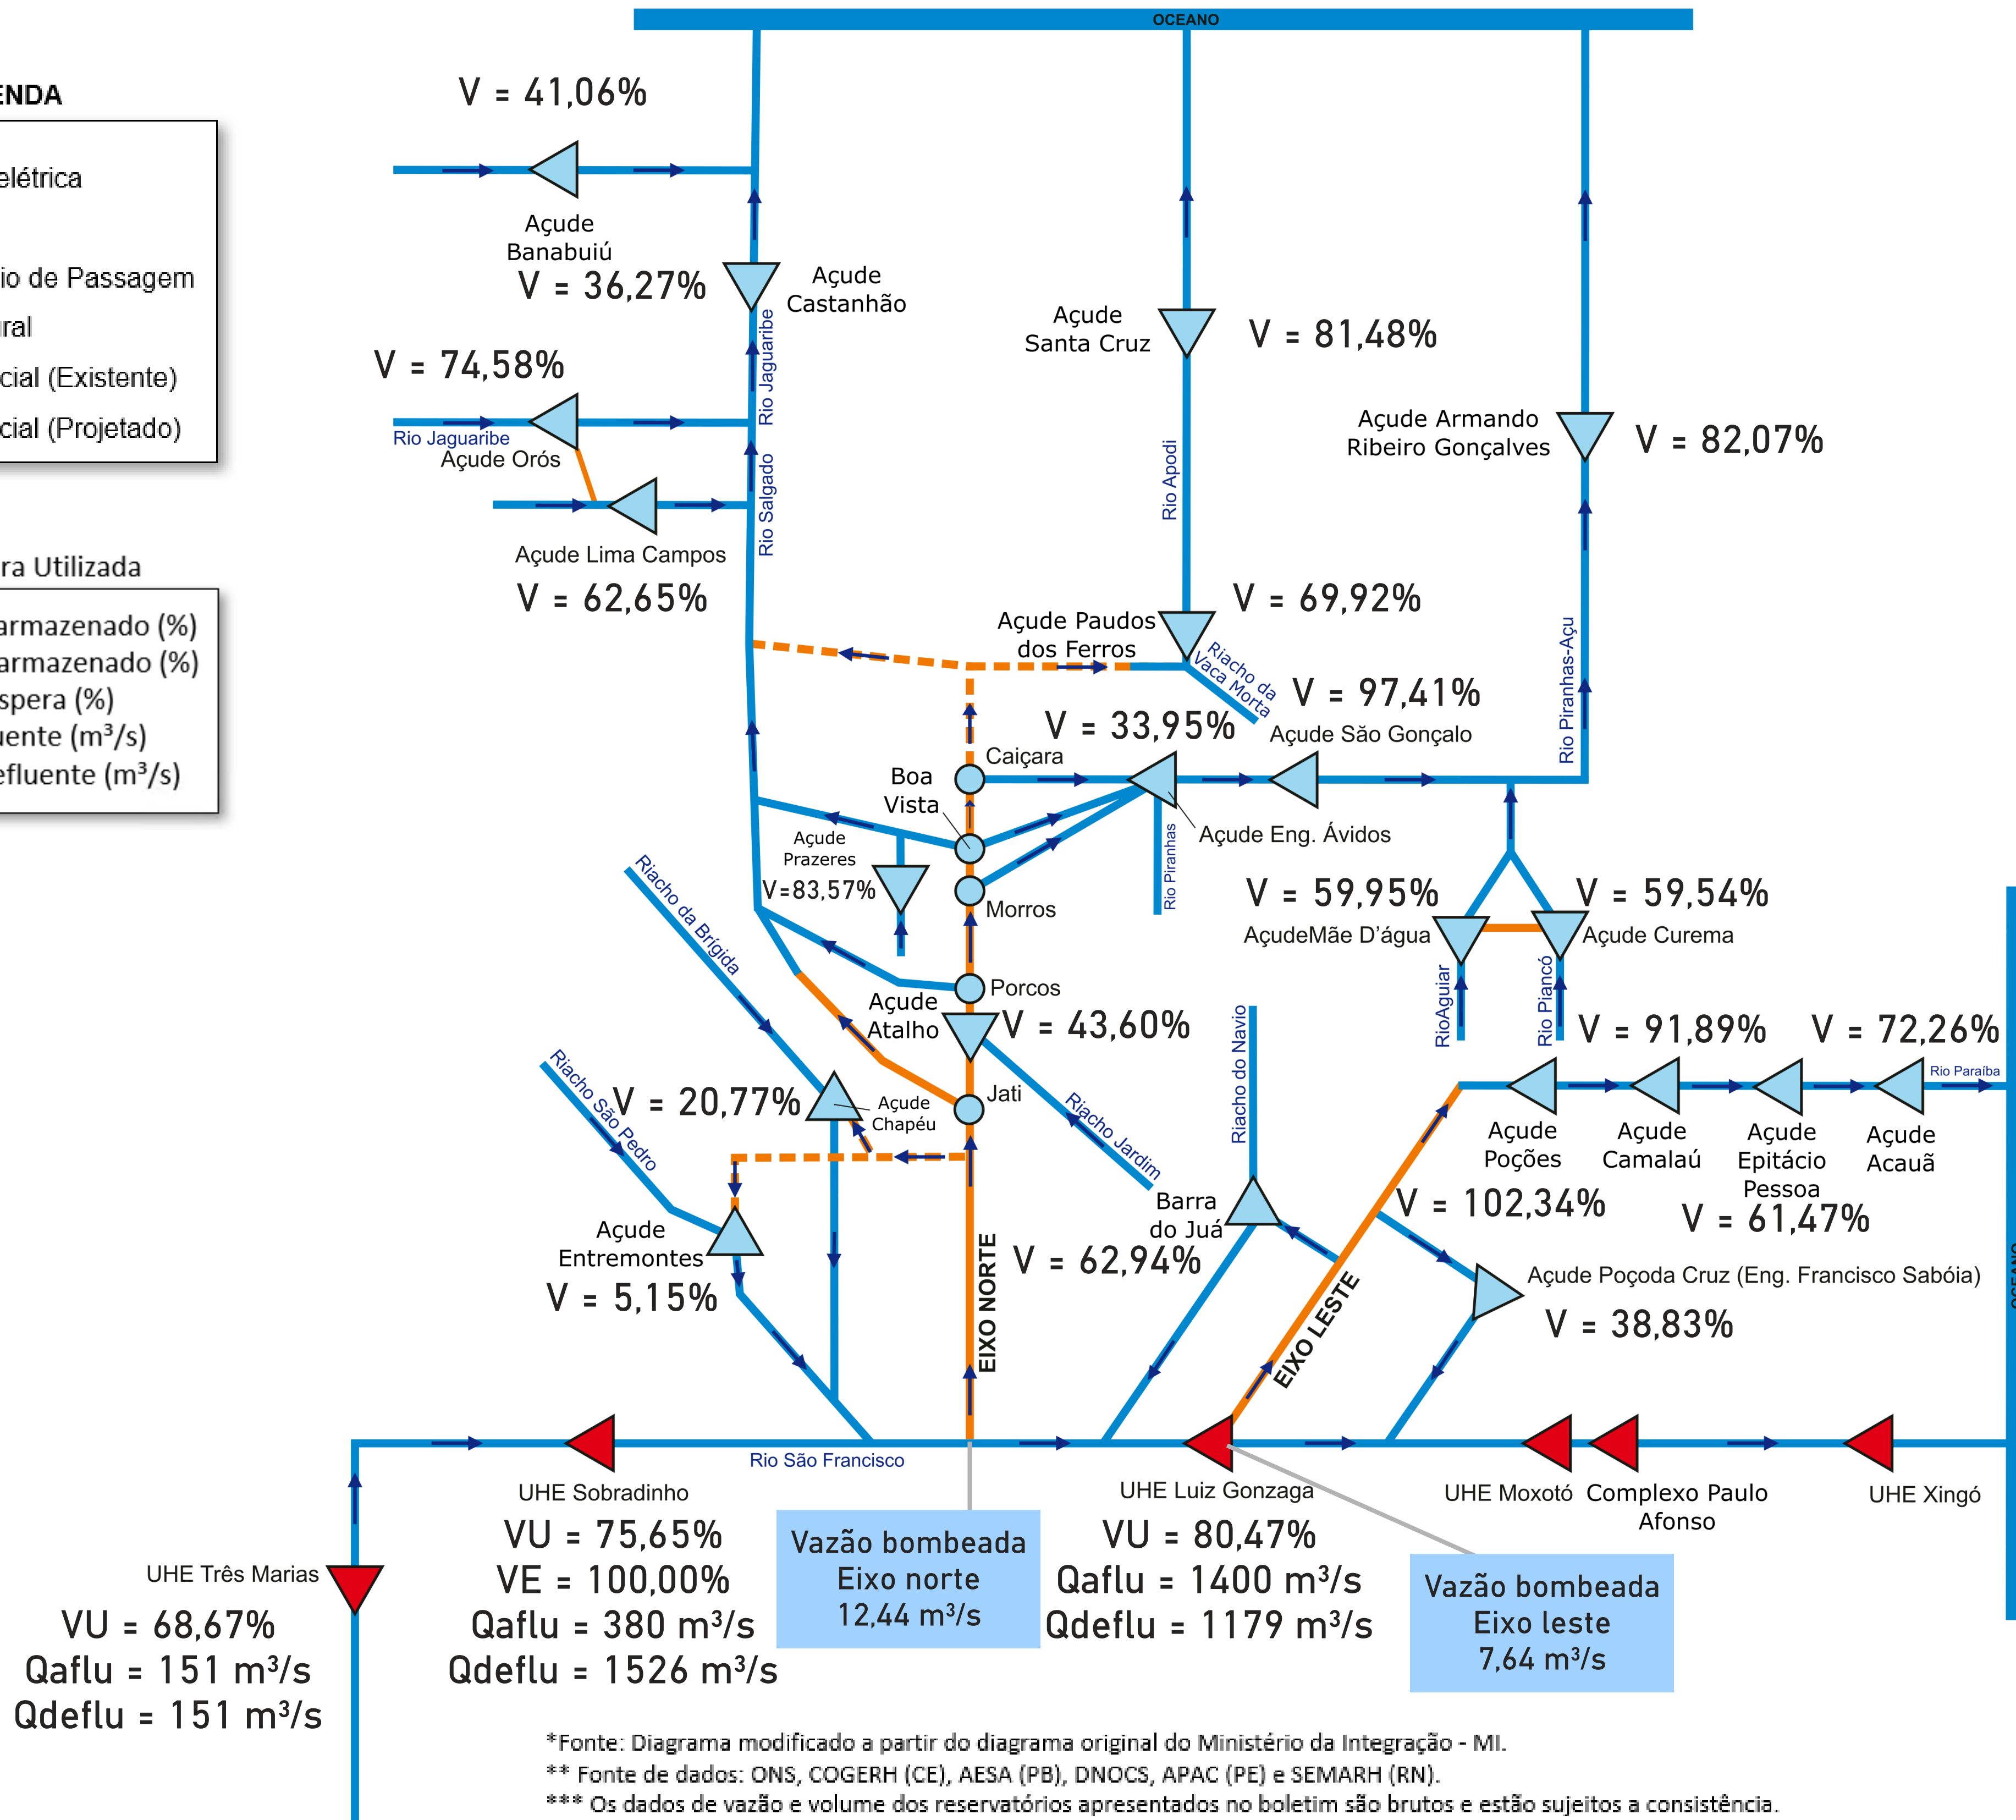 OCEANO
ENDA
elétrica
io de Passagem
ural
cial (Existente)
cial (Projetado)
ra Utilizada
armazenado (%)
armazenado (%)
spera (%)
uente (m³/s)
efluente (m³/s)
V = 41,06%
Açude
Banabuiú
V = 36,27%
Açude
Castanhão
Rio Jaguaribe
V = 74,58%
Rio Jaguaribe
Açude Orós
Rio Salgado
Açude Lima Campos
V = 62,65%
Açude
Santa Cruz
V = 81,48%
Rio Apodi
Açude Armando
Ribeiro Gonçalves
V = 82,07%
Açude Paudos
dos Ferros
V = 69,92%
Riacho da
Vaca Morta
Rio Piranhas-Açu
V = 97,41%
Açude São Gonçalo
V = 33,95%
Caiçara
Boa
Vista
Açude Eng. Ávidos
Rio Piranhas
Açude
Prazeres
V=83,57%
Morros
Riacho da Brígida
V = 59,95%
AçudeMãe D'água
V = 59,54%
Açude Curema
RioAguiar
Rio Piancó
Porcos
Açude
Atalho
V = 43,60%
Jati
Riacho Jardim
Riacho do Navio
Riacho São Pedro
V = 20,77%
Açude
Chapéu
V = 91,89%
V = 72,26%
Rio Paraíba
Açude
Poções
Açude
Camalaú
Açude
Epitácio
Pessoa
Açude
Acauã
V = 102,34%
V = 61,47%
Açude
Entremontes
V = 5,15%
EIXO NORTE
Barra
do Juá
V = 62,94%
EIXO LESTE
Açude Poçoda Cruz (Eng. Francisco Sabóia)
V = 38,83%
OCEANO
Rio São Francisco
UHE Sobradinho
VU = 75,65%
VE = 100,00%
Qaflu = 380 m³/s
Qdeflu = 1526 m³/s
Vazão bombeada
Eixo norte
12,44 m³/s
UHE Luiz Gonzaga
VU = 80,47%
Qaflu = 1400 m³/s
Qdeflu = 1179 m³/s
Vazão bombeada
Eixo leste
7,64 m³/s
UHE Moxotó
Complexo Paulo
Afonso
UHE Xingó
UHE Três Marias
VU = 68,67%
Qaflu = 151 m³/s
Qdeflu = 151 m³/s
*Fonte: Diagrama modificado a partir do diagrama original do Ministério da Integração - MI.
** Fonte de dados: ONS, COGERH (CE), AESA (PB), DNOCS, APAC (PE) e SEMARH (RN).
*** Os dados de vazão e volume dos reservatórios apresentados no boletim são brutos e estão sujeitos a consistência.